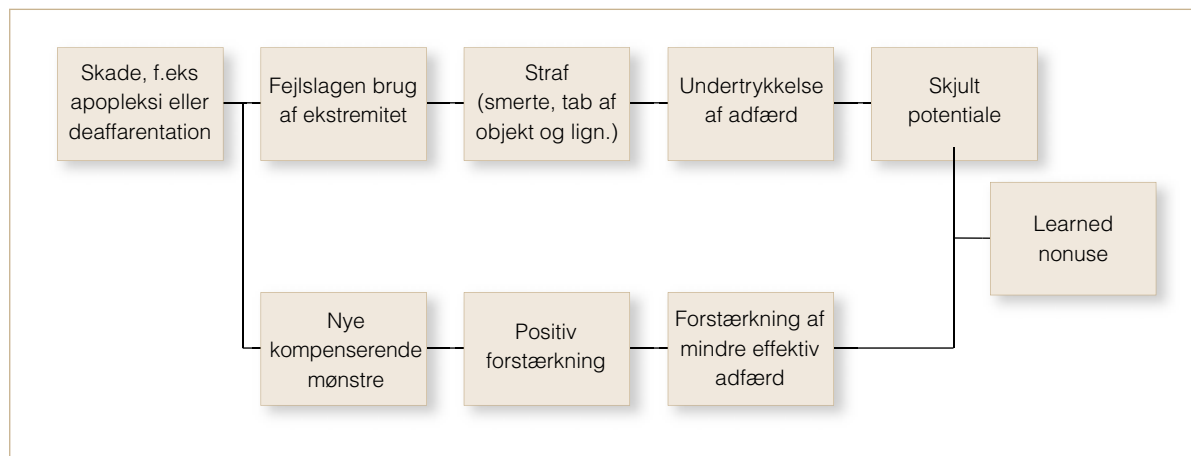 Skade, f.eks
apopleksi eller
deaffarentation
Fejlslagen brug
af ekstremitet
Straf
(smerte, tab af
objekt og lign.)
Undertrykkelse
af adfærd
Skjult
potentiale
Learned
nonuse
Nye
kompenserende
mønstre
Positiv
forstærkning
Forstærkning af
mindre effektiv
adfærd